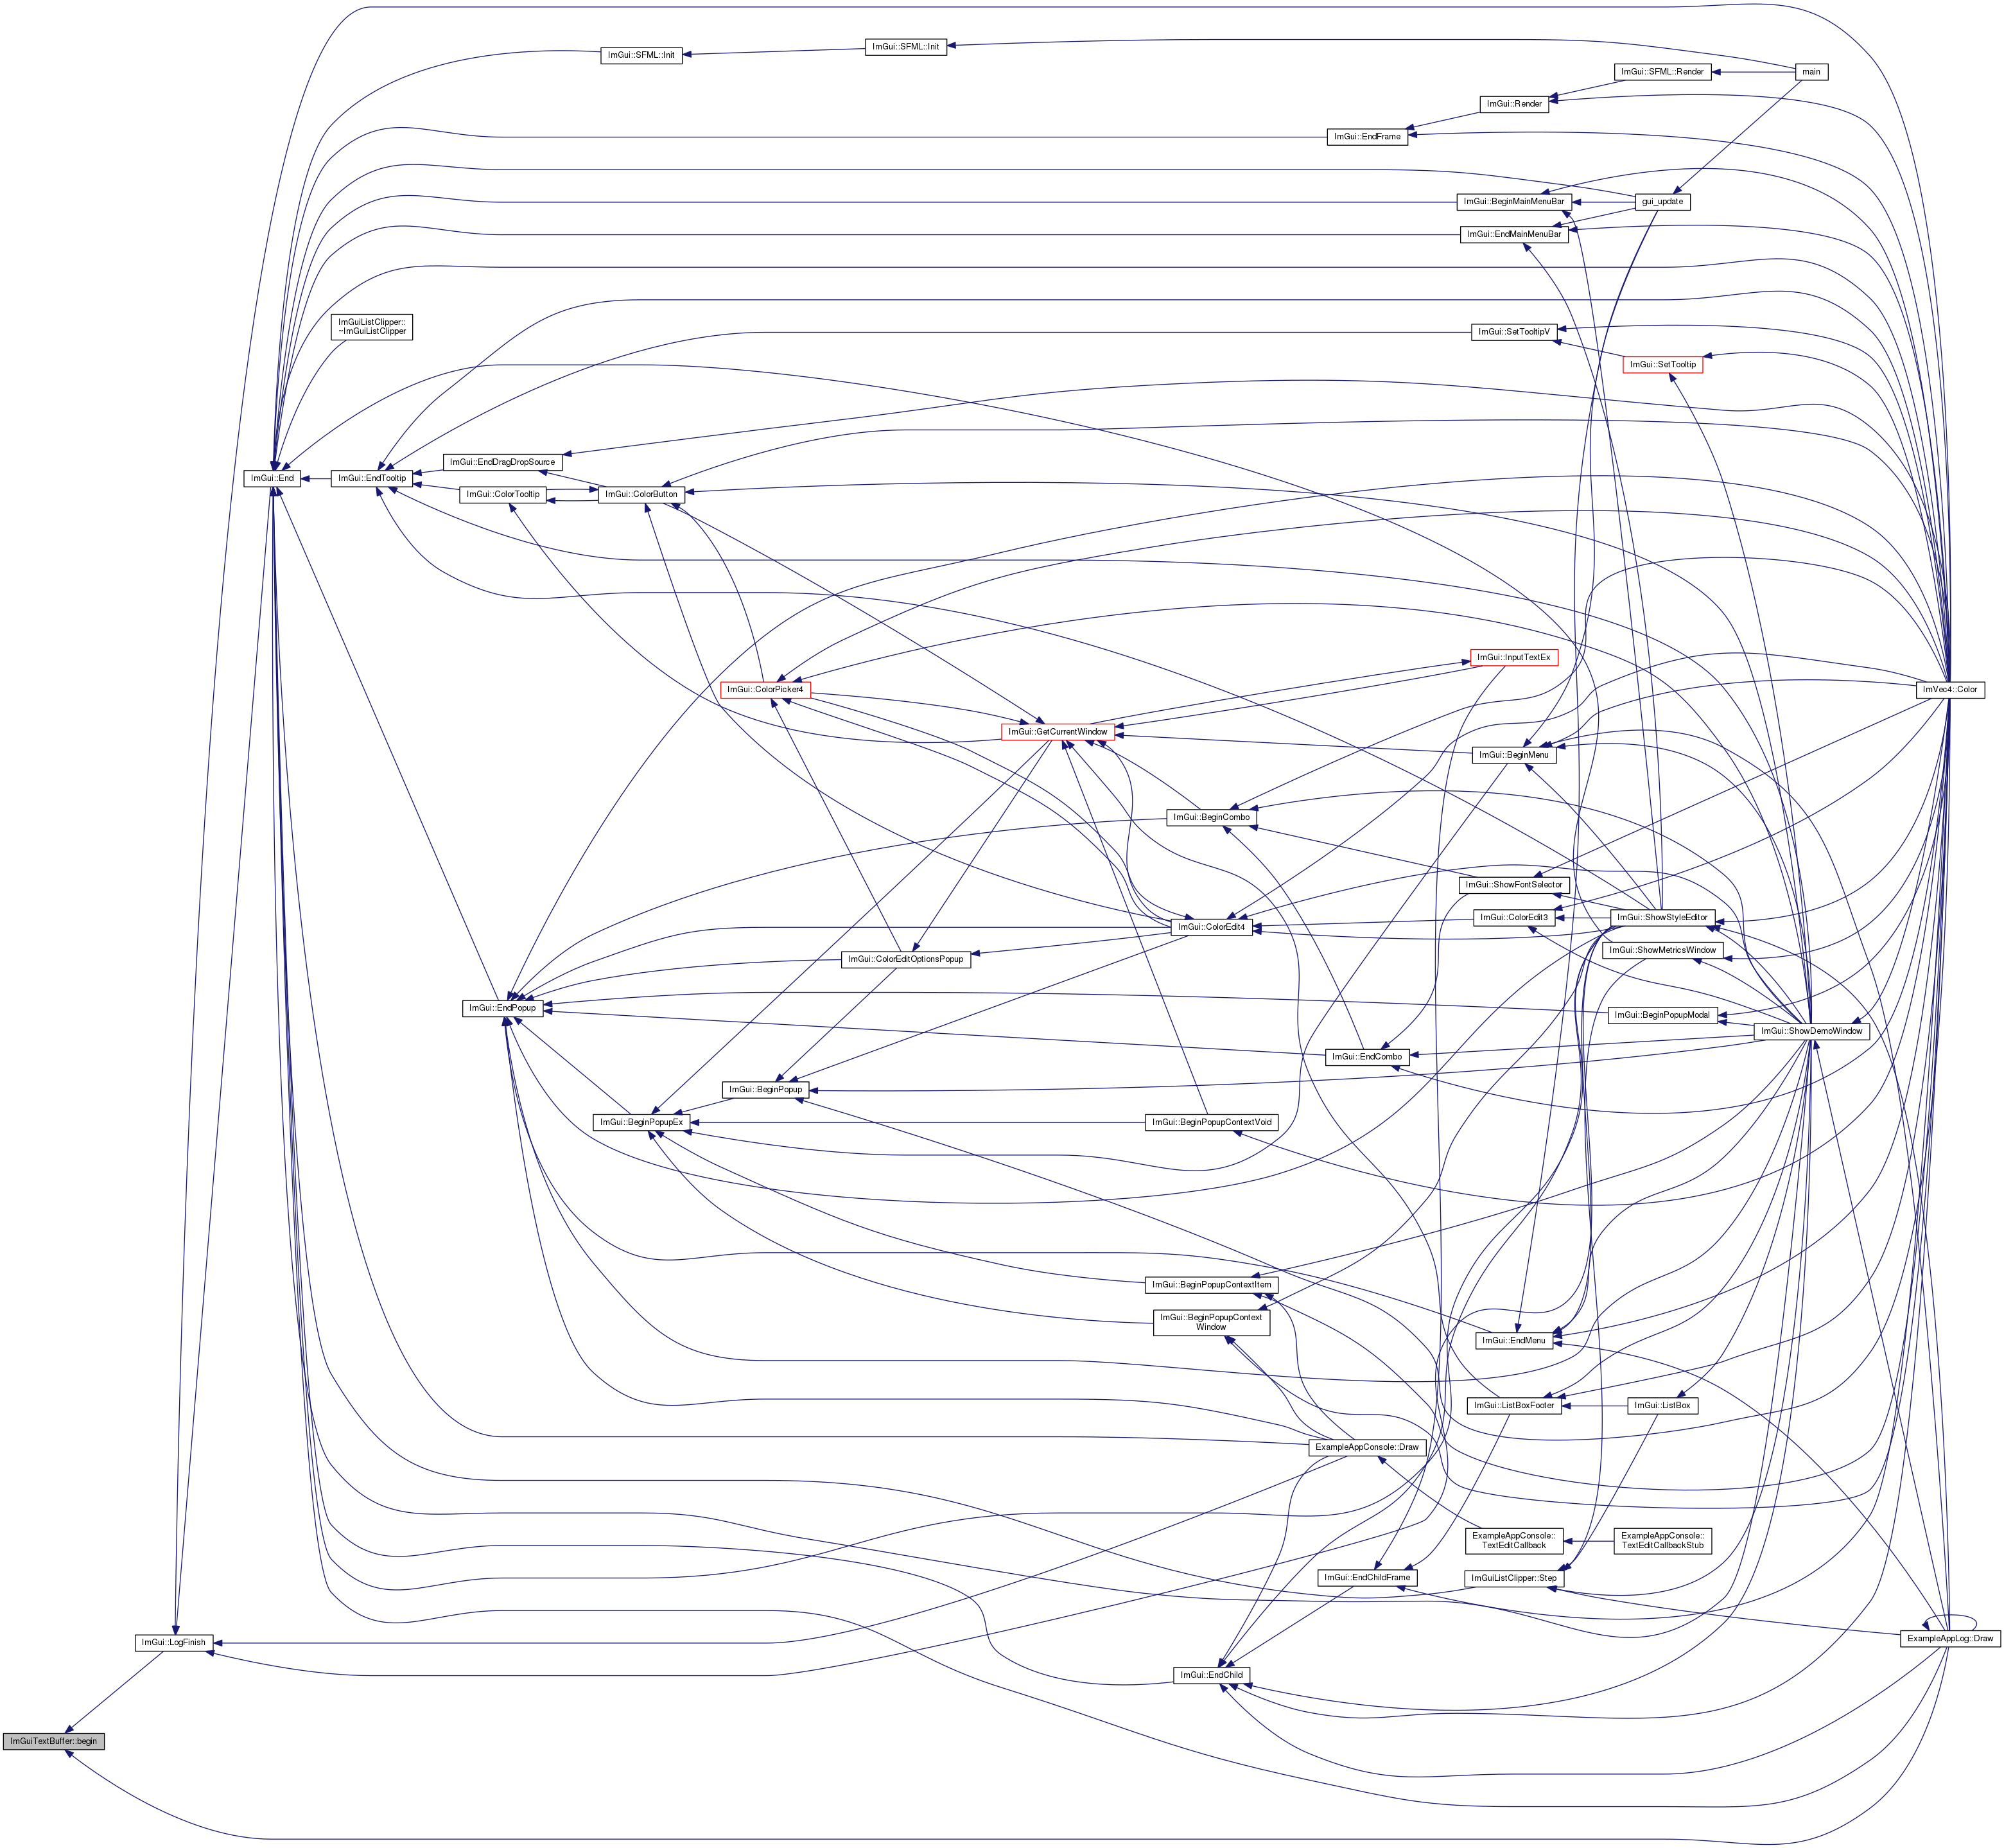 ImGui::SFML::Init
ImGui::SFML::Init
ImGui::SFML::Render
main
ImGui::Render
ImGui::EndFrame
ImGui::BeginMainMenuBar
gui_update
ImGui::EndMainMenuBar
ImGuiListClipper::
~ImGuiListClipper
ImGui::SetTooltipV
ImGui::SetTooltip
ImGui::End
ImGui::EndTooltip
ImGui::EndDragDropSource
ImGui::ColorTooltip
ImGui::ColorButton
ImGui::InputTextEx
ImGui::ColorPicker4
ImVec4::Color
ImGui::GetCurrentWindow
ImGui::BeginMenu
ImGui::BeginCombo
ImGui::ShowFontSelector
ImGui::ColorEdit4
ImGui::ColorEdit3
ImGui::ShowStyleEditor
ImGui::ColorEditOptionsPopup
ImGui::ShowMetricsWindow
ImGui::EndPopup
ImGui::BeginPopupModal
ImGui::ShowDemoWindow
ImGui::EndCombo
ImGui::BeginPopup
ImGui::BeginPopupEx
ImGui::BeginPopupContextVoid
ImGui::BeginPopupContextItem
ImGui::BeginPopupContext
Window
ImGui::EndMenu
ImGui::ListBoxFooter
ImGui::ListBox
ExampleAppConsole::Draw
ExampleAppConsole::
TextEditCallback
ExampleAppConsole::
TextEditCallbackStub
ImGui::EndChildFrame
ImGuiListClipper::Step
ImGui::LogFinish
ExampleAppLog::Draw
ImGui::EndChild
ImGuiTextBuffer::begin